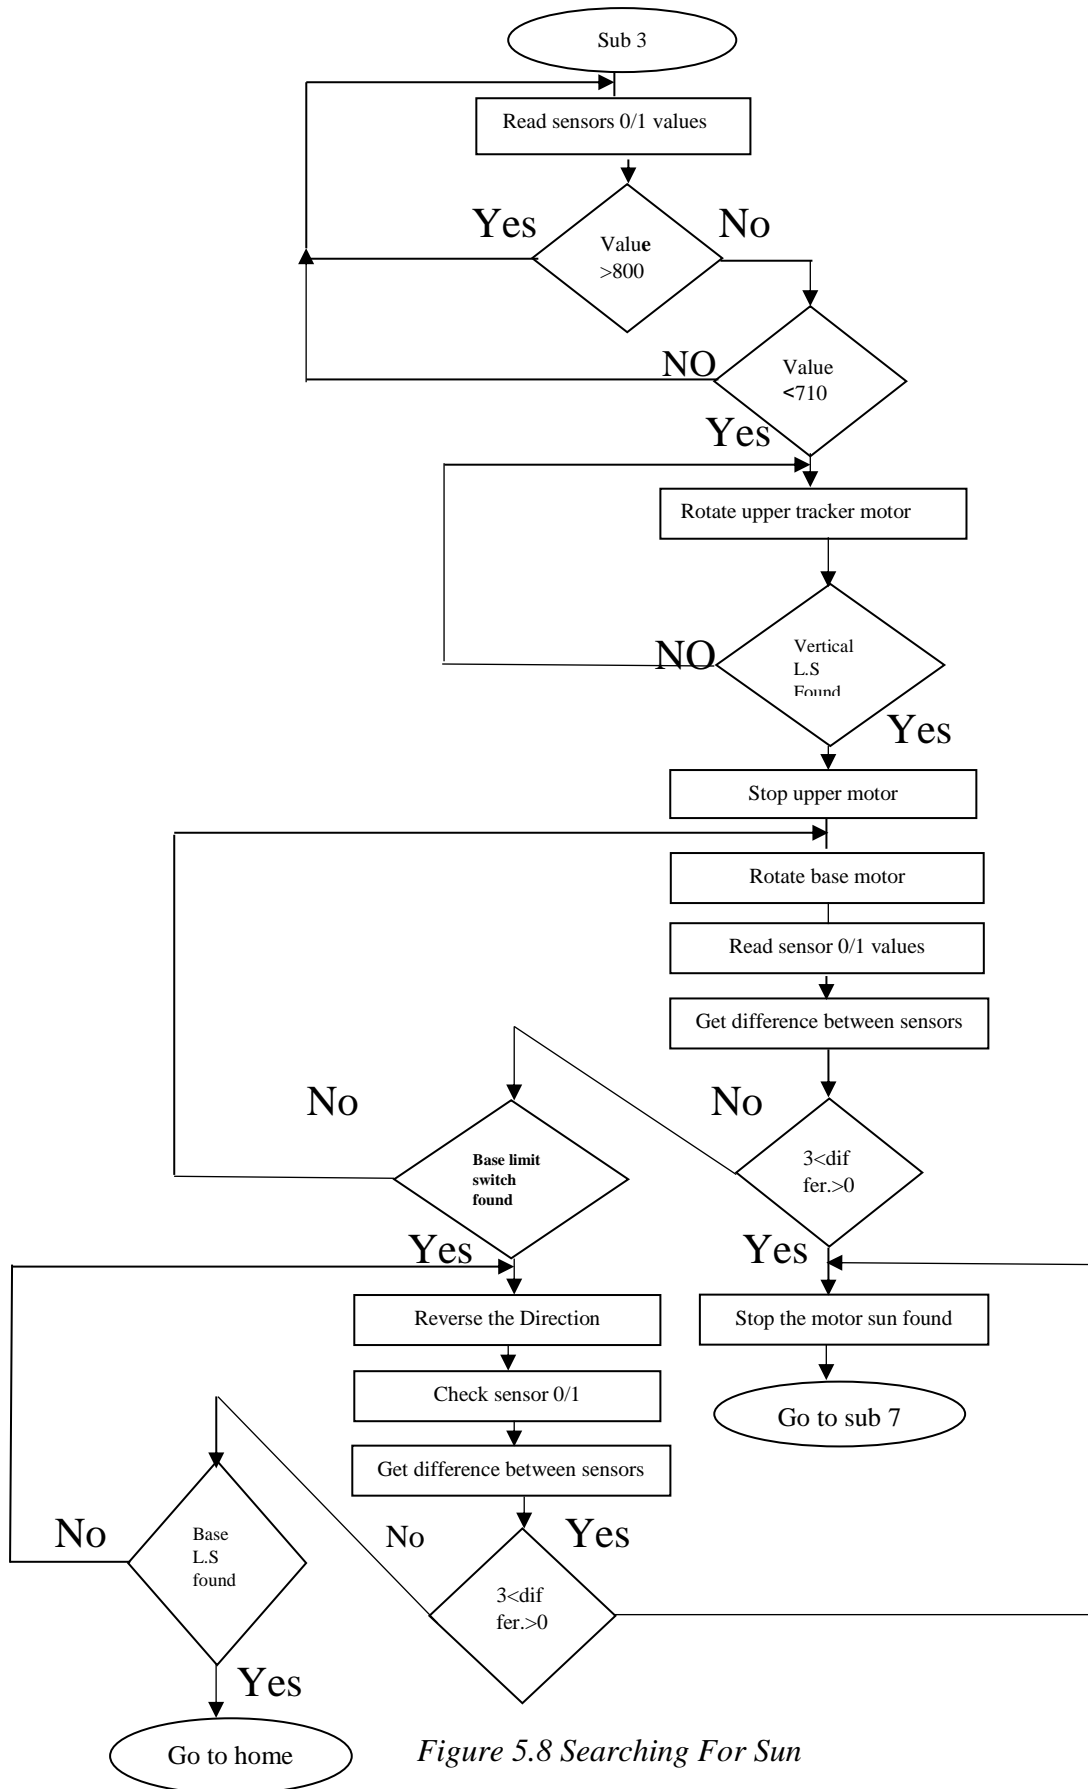 Sub 3
Read sensors 0/1 values
Yes
No
Value
>800
NO
Value
<710
Yes
Rotate upper tracker motor
NO
Vertical
L.S
Found
Yes
Stop upper motor
Rotate base motor
Read sensor 0/1 values
Get difference between sensors
No
No
Base limit
switch
found
3<dif
fer.>0
Yes
Yes
Reverse the Direction
Stop the motor sun found
Check sensor 0/1
Go to sub 7
Get difference between sensors
No
Base
L.S
found
No
Yes
3<dif
fer.>0
Yes
Go to home
Figure 5.8 Searching For Sun